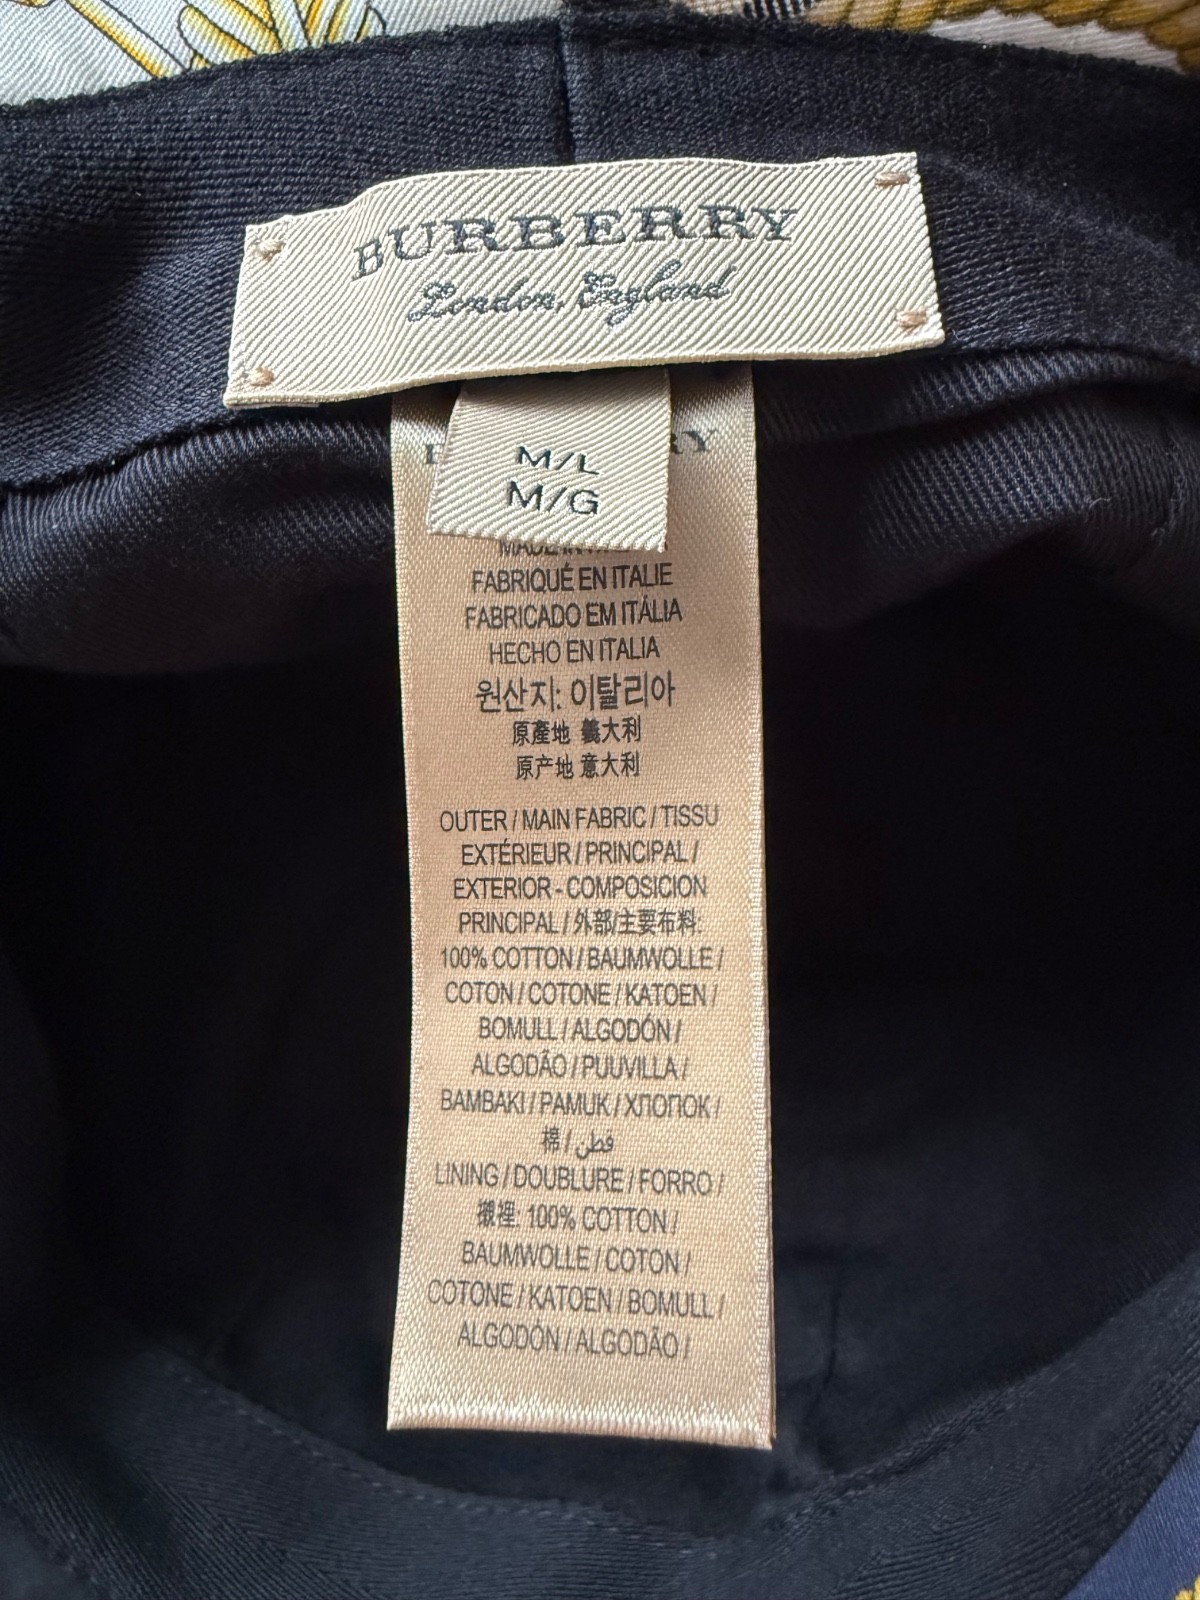 BURBERRY
London, England
M/L
M/G
FABRIQUÉ EN ITALIE
FABRICADO EM ITÁLIA
HECHO EN ITALIA
원산지: 이탈리아
原產地 義大利
原产地 意大利
OUTER / MAIN FABRIC / TISSU
EXTÉRIEUR / PRINCIPAL /
EXTERIOR - COMPOSICION
PRINCIPAL / 外部/主要布料:
100% COTTON / BAUMWOLLE /
COTON / COTONE / KATOEN /
BOMULL / ALGODÓN /
ALGODÃO / PUUVILLA /
BAMBAKI / PAMUK / ХЛОПОК /
棉 / قطن
LINING / DOUBLURE / FORRO /
襯裡: 100% COTTON /
BAUMWOLLE / COTON /
COTONE / KATOEN / BOMULL /
ALGODÓN / ALGODÃO /